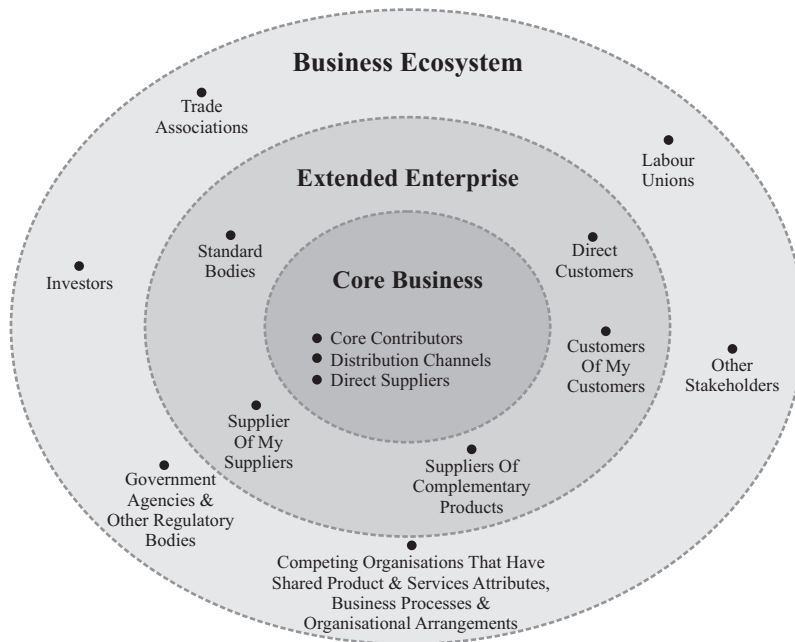 Business Ecosystem
Trade
Associations
Labour
Unions
Extended Enterprise
Standard
Bodies
Direct
Customers
Investors
Core Business
Core Contributors
Distribution Channels
Direct Suppliers
Customers
Of My
Customers
Other
Stakeholders
Supplier
Of My
Suppliers
Suppliers Of
Complementary
Products
Government
Agencies &
Other Regulatory
Bodies
Competing Organisations That Have
Shared Product & Services Attributes,
Business Processes &
Organisational Arrangements